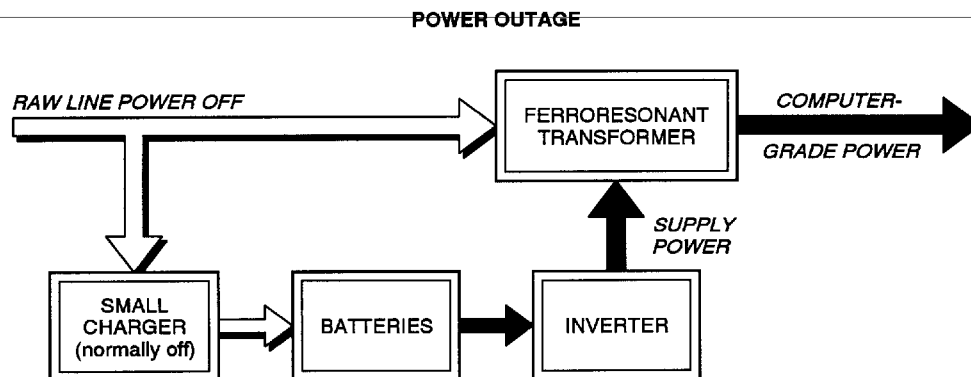 POWER OUTAGE
RAW LINE POWER OFF
FERRORESONANT
TRANSFORMER
COMPUTER-
GRADE POWER
SUPPLY
POWER
SMALL
CHARGER
(normally off)
BATTERIES
INVERTER